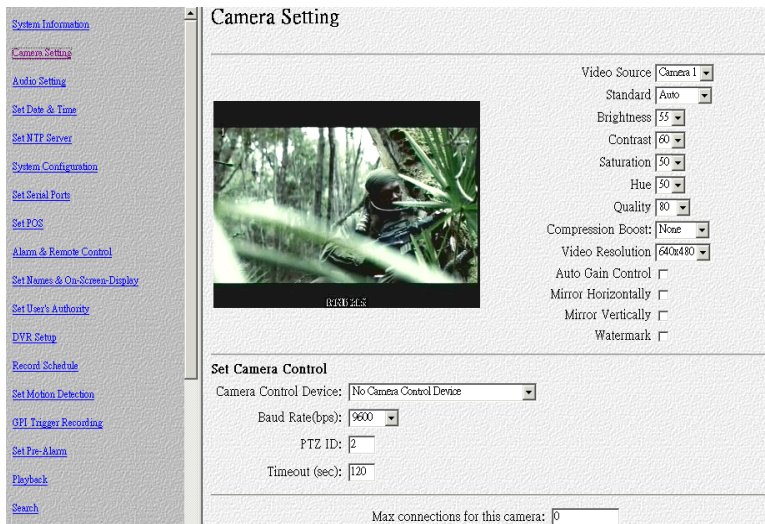 System Information
Camera Setting
Audio Setting
Set Date & Time
Set NTP Server
System Configuration
Set Serial Ports
Set POS
Alarm & Remote Control
Set Names & On-Screen-Display
Set User's Authority
DVR Setup
Record Schedule
Set Motion Detection
GPI Trigger Recording
Set Pre-Alarm
Playback
Search
Camera Setting
Video Source Camera 1
Standard Auto
Brightness 55
Contrast 60
Saturation 50
Hue 50
Quality 80
Compression Boost: None
Video Resolution 640x480
Auto Gain Control
Mirror Horizontally
Mirror Vertically
Watermark
Set Camera Control
Camera Control Device: No Camera Control Device
Baud Rate(bps): 9600
PTZ ID: 2
Timeout (sec): 120
Max connections for this camera: 0